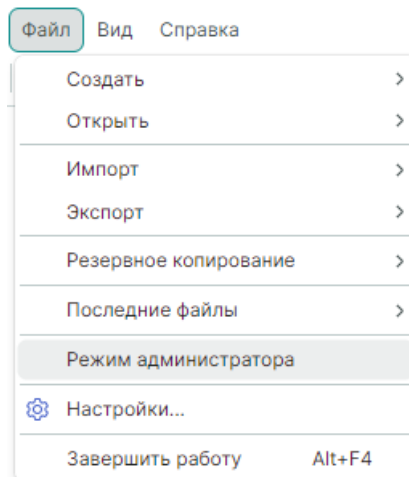 Файл Вид Справка
Создать
Открыть
Импорт
Экспорт
Резервное копирование
Последние файлы
Режим администратора
Настройки...
Завершить работу Alt+F4